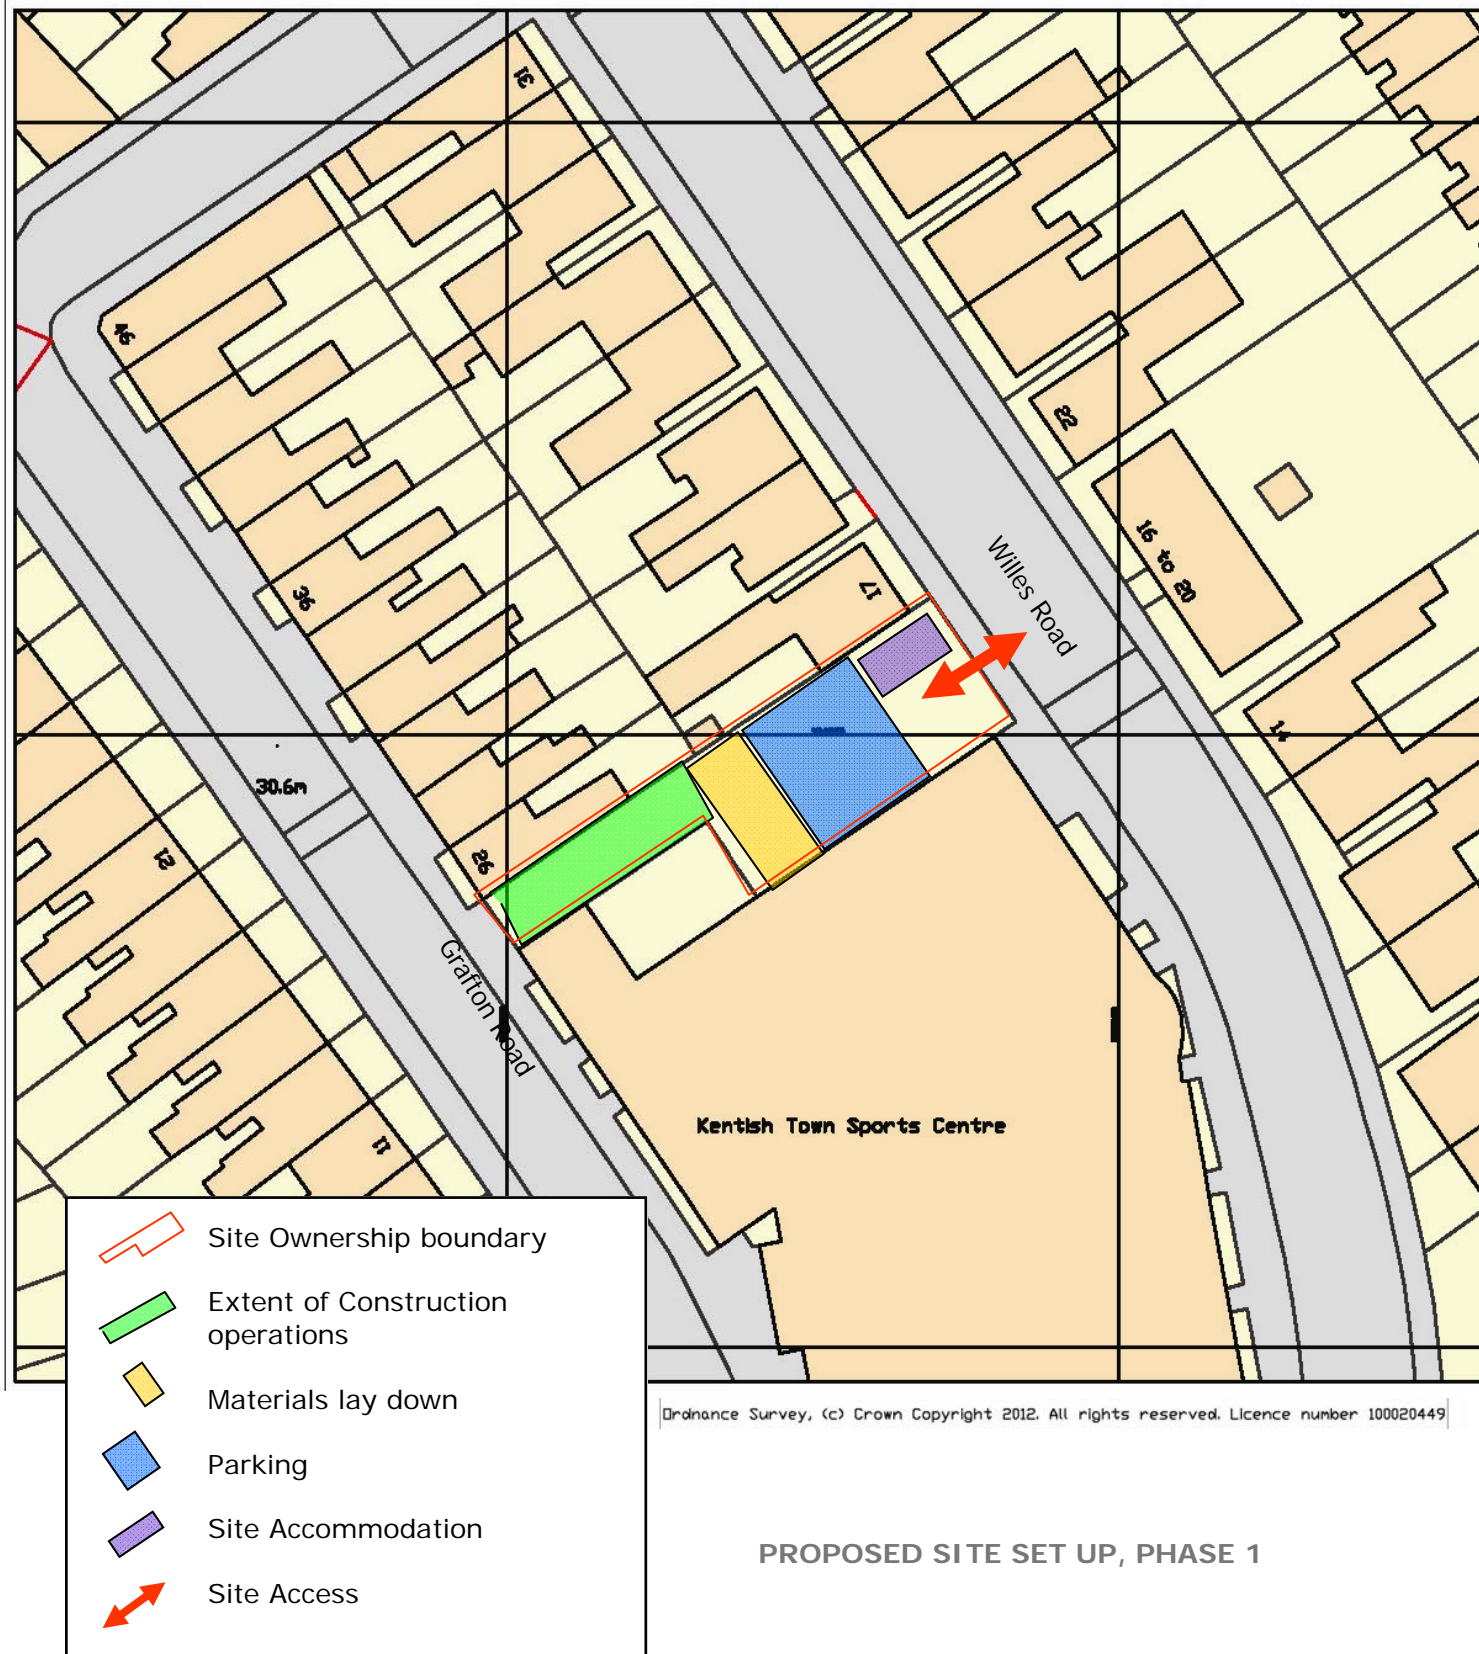 31
46
22
16 to 20
36
17
Willes Road
14
30.6m
21
26
Grafton Road
11
Kentish Town Sports Centre
Site Ownership boundary
Extent of Construction
operations
Materials lay down
Parking
Site Accommodation
Site Access
Ordnance Survey, (c) Crown Copyright 2012. All rights reserved. Licence number 100020449
PROPOSED SITE SET UP, PHASE 1